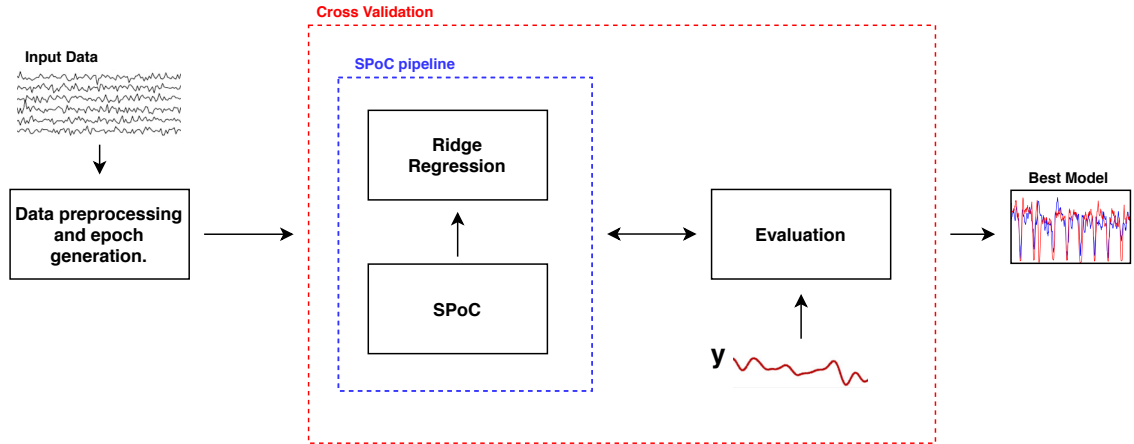 Cross Validation
Input Data
SPoC pipeline
Ridge
Regression
Best Model
Data preprocessing
and epoch
generation.
Evaluation
SPoC
y